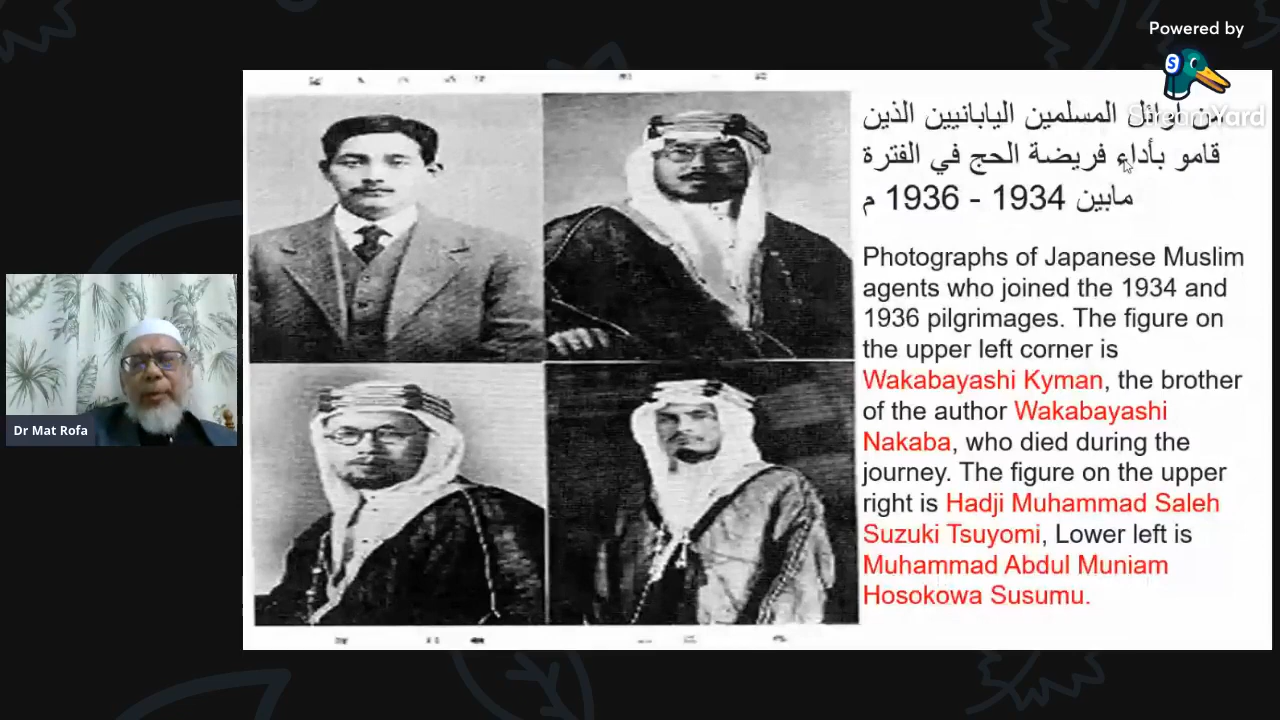 Powered by
StreamYard
من اوائل المسلمين اليابانيين الذين
قامو بأداء فريضة الحج في الفترة
مابين 1934 - 1936 م
Photographs of Japanese Muslim
agents who joined the 1934 and
1936 pilgrimages. The figure on
the upper left corner is
Wakabayashi Kyman, the brother
of the author Wakabayashi
Nakaba, who died during the
journey. The figure on the upper
right is Hadji Muhammad Saleh
Suzuki Tsuyomi, Lower left is
Muhammad Abdul Muniam
Hosokowa Susumu.
Dr Mat Rofa